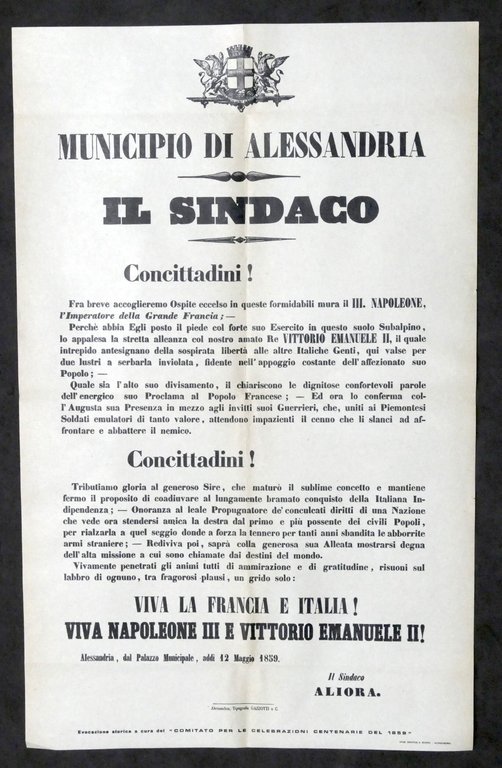 MUNICIPIO DI ALESSANDRIA
IL SINDACO
Concittadini !
Fra breve accoglieremo Ospite eccelso in queste formidabili mura il III. NAPOLEONE,
l'Imperatore della Grande Francia ; —
Perchè abbia Egli posto il piede col forte suo Esercito in questo suolo Subalpino,
lo appalesa la stretta alleanza col nostro amato Re VITTORIO EMANUELE II, il quale
intrepido antesignano della sospirata libertà alle altre Italiche Genti, qui valse per
due lustri a serbarla inviolata, fidente nell'appoggio costante dell'affezionato suo
Popolo ; —
Quale sia l'alto suo divisamento, il chiariscono le dignitose confortevoli parole
dell'energico suo Proclama al Popolo Francese ; — Ed ora lo conferma col-
l'Augusta sua Presenza in mezzo agli invitti suoi Guerrieri, che, uniti ai Piemontesi
Soldati emulatori di tanto valore, attendono impazienti il cenno che li slanci ad af-
frontare e abbattere il nemico.
Concittadini !
Tributiamo gloria al generoso Sire, che maturò il sublime concetto e mantiene
fermo il proposito di coadiuvare al lungamente bramato conquisto della Italiana In-
dipendenza ; — Onoranza al leale Propugnatore de' conculcati diritti di una Nazione
che vede ora stendersi amica la destra dal primo e più possente dei civili Popoli,
per rialzarla a quel seggio donde a forza la tennero per tanti anni sbandita le abborrite
armi straniere ; — Rediviva poi, saprà colla generosa sua Alleata mostrarsi degna
dell'alta missione a cui sono chiamate dai destini del mondo.
Vivamente penetrati gli animi tutti di ammirazione e di gratitudine, risuoni sul
labbro di ognuno, tra fragorosi plausi, un grido solo :
VIVA LA FRANCIA E ITALIA !
VIVA NAPOLEONE III E VITTORIO EMANUELE II!
Alessandria, dal Palazzo Municipale, addì 12 Maggio 1859.
Il Sindaco
ALIORA.
Alessandria, Tipografia GAZZOTTI e C.
Evocazione storica a cura del "COMITATO PER LE CELEBRAZIONI CENTENARIE DEL 1859"